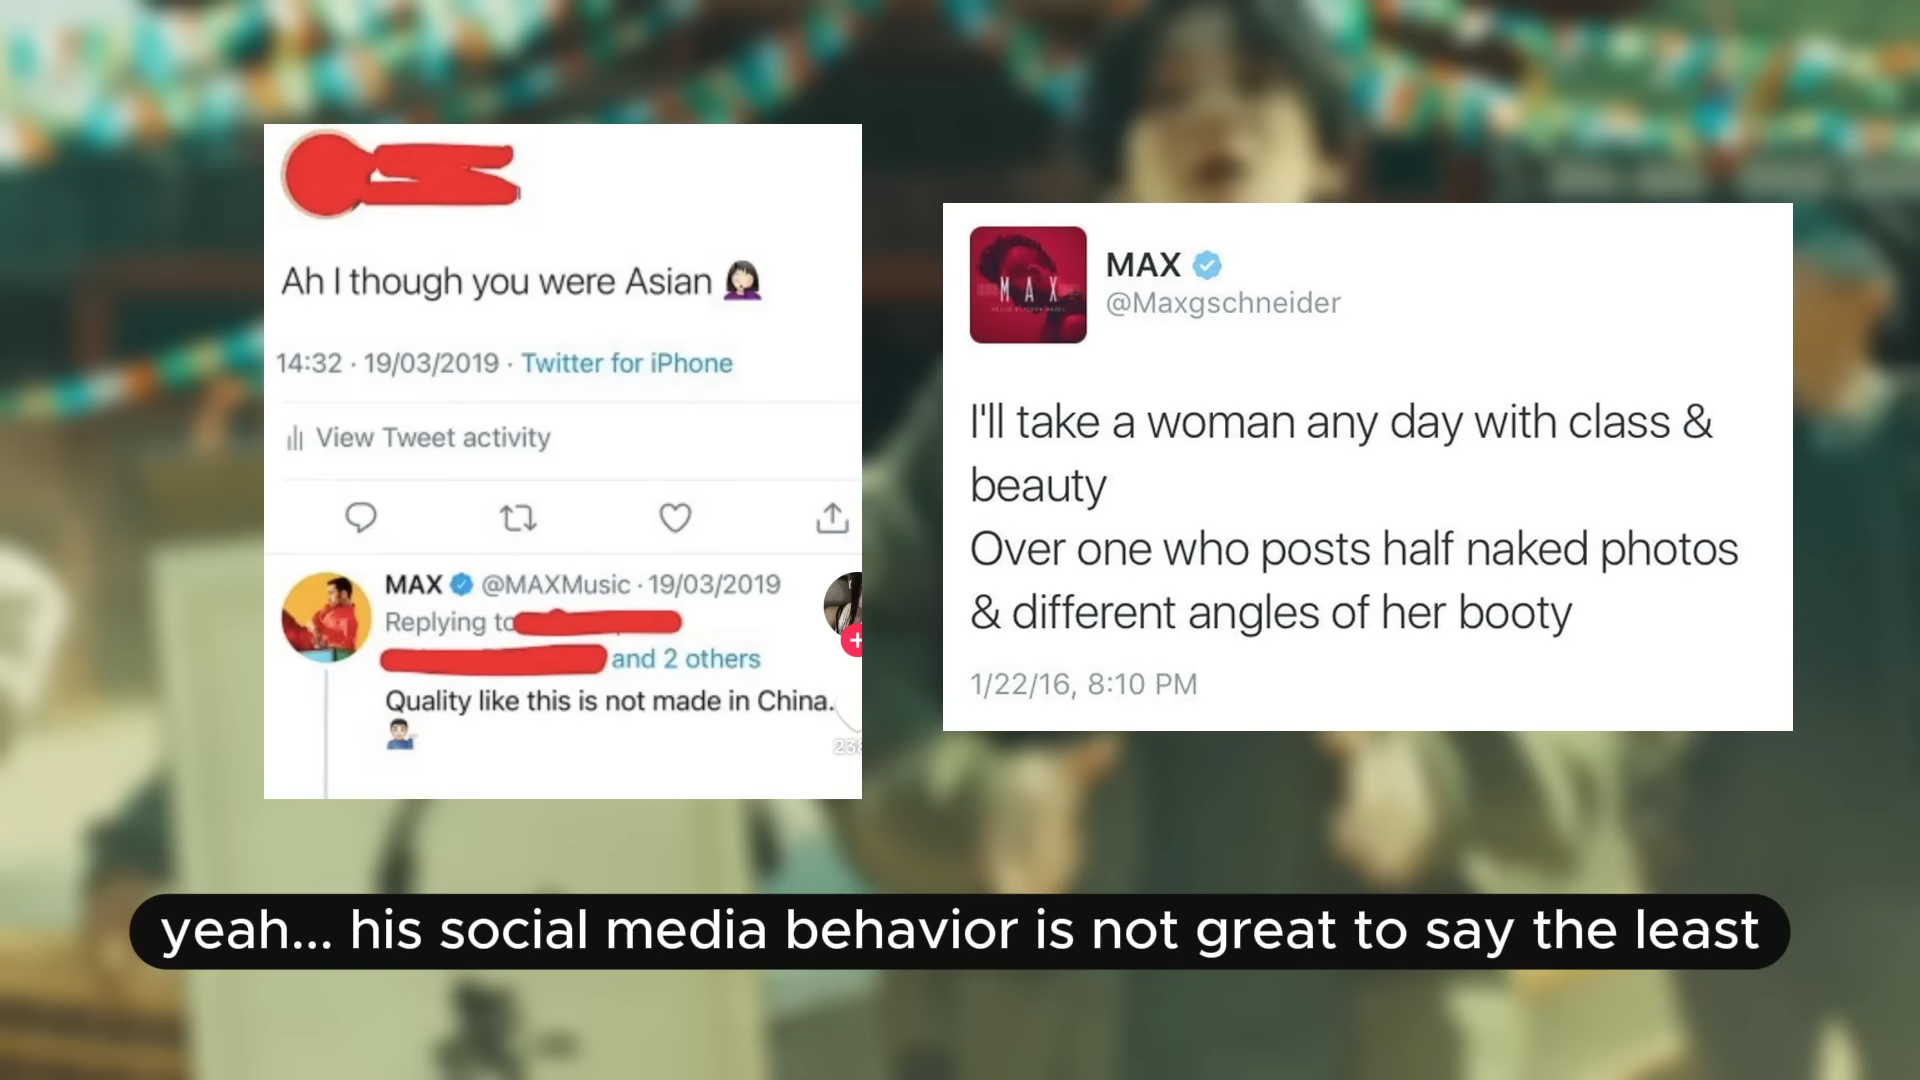 Ah I though you were Asian 🤦🏻‍♀️
14:32 · 19/03/2019 · Twitter for iPhone
View Tweet activity
MAX @MAXMusic · 19/03/2019
Replying to
and 2 others
Quality like this is not made in China.
💁🏻‍♂️
MAX
MAX
@Maxgschneider
I'll take a woman any day with class &
beauty
Over one who posts half naked photos
& different angles of her booty
1/22/16, 8:10 PM
yeah... his social media behavior is not great to say the least